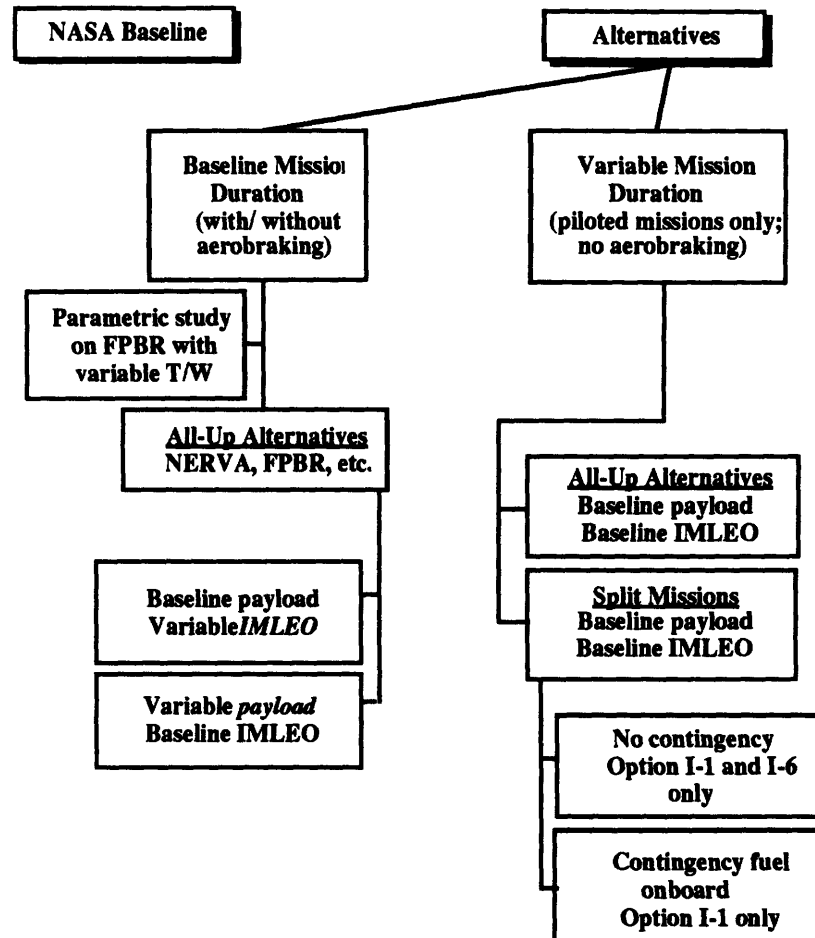 NASA Baseline
Alternatives
Baseline Missio
Duration
(with/ without
aerobraking)
Variable Mission
Duration
(piloted missions only;
no aerobraking)
Parametric study
on FPBR with
variable T/W
All-Up Alternatives
NERVA, FPBR, etc.
All-Up Alternatives
Baseline payload
Baseline IMLEO
Baseline payload
VariableIMLEO
Split Missions
Baseline payload
Baseline IMLEO
Variable payload
Baseline IMLEO
No contingency
Option I-1 and I-6
only
Contingency fuel
onboard
Option I-1 only